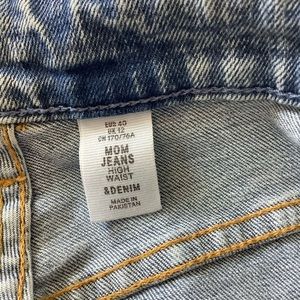 EUR 40
UK 12
CN 170/76A
MOM
JEANS
HIGH
WAIST
&DENIM
MADE IN
PAKISTAN